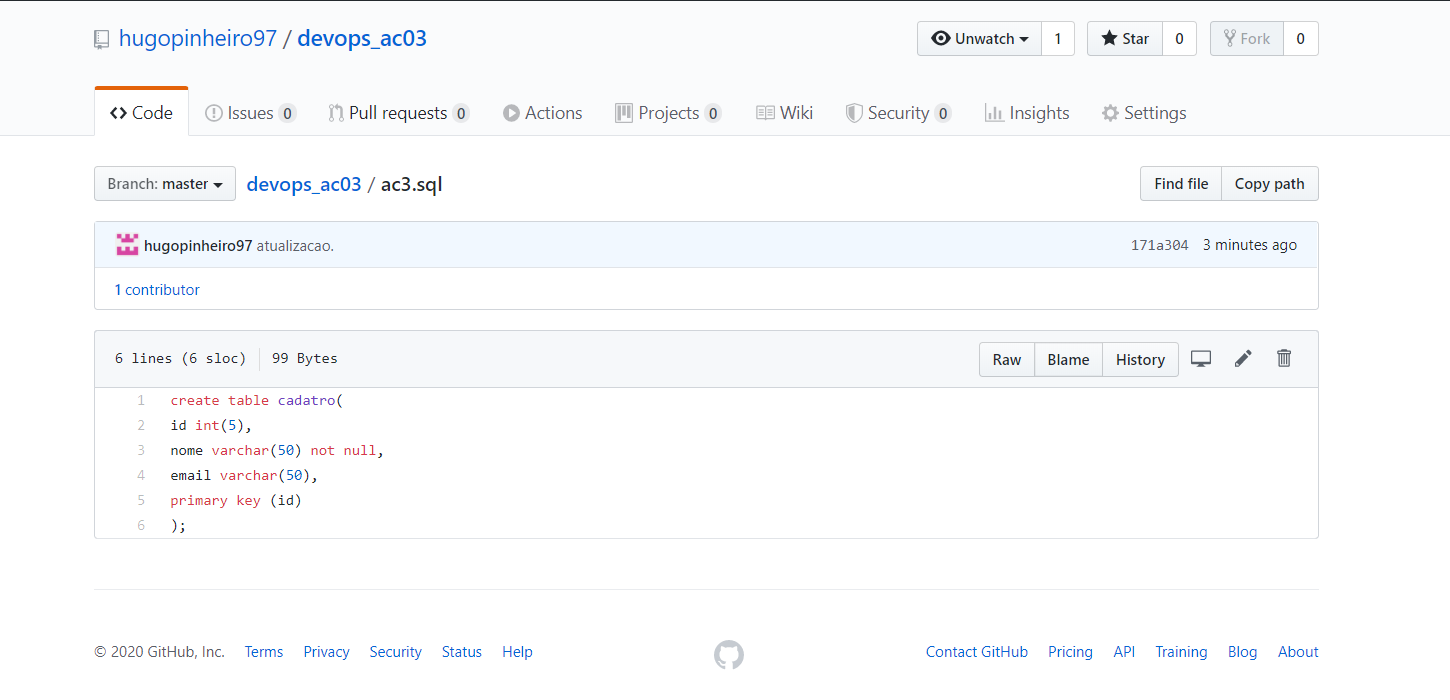 hugopinheiro97 / devops_ac03
Unwatch 1 Star 0 Fork 0
Code Issues 0 Pull requests 0 Actions Projects 0 Wiki Security 0 Insights Settings
Branch: master devops_ac03 / ac3.sql Find file Copy path
hugopinheiro97 atualizacao. 171a304 3 minutes ago
1 contributor
6 lines (6 sloc) 99 Bytes Raw Blame History
1 create table cadatro(
2 id int(5),
3 nome varchar(50) not null,
4 email varchar(50),
5 primary key (id)
6 );
© 2020 GitHub, Inc. Terms Privacy Security Status Help Contact GitHub Pricing API Training Blog About